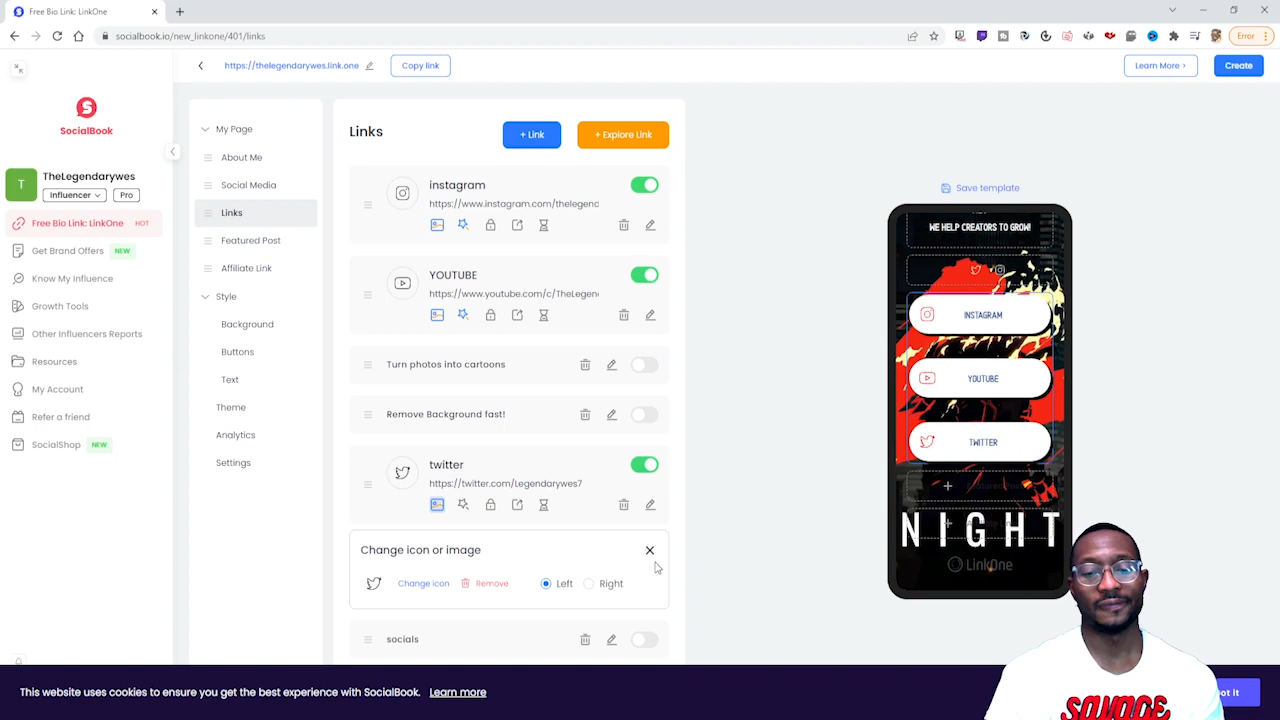 Free Bio Link: LinkOne
socialbook.io/new_linkone/401/links
Error
https://thelegendarywes.link.one
Copy link
Learn More >
Create
SocialBook
T
TheLegendarywes
Influencer
Pro
Free Bio Link: LinkOne HOT
Get Brand Offers NEW
Know My Influence
Growth Tools
Other Influencers Reports
Resources
My Account
Refer a friend
SocialShop NEW
My Page
About Me
Social Media
Links
Featured Post
Affiliate Link
Style
Background
Buttons
Text
Theme
Analytics
Settings
Links
+ Link
+ Explore Link
instagram
https://www.instagram.com/thelegend
YOUTUBE
https://www.youtube.com/c/TheLegen
Turn photos into cartoons
Remove Background fast!
twitter
https://twitter.com/Legendarywes7
Change icon or image
Change icon
Remove
Left
Right
socials
Save template
WE HELP CREATORS TO GROW!
INSTAGRAM
YOUTUBE
TWITTER
NIGHT
LinkOne
SAVAGE
This website uses cookies to ensure you get the best experience with SocialBook. Learn more
ot it